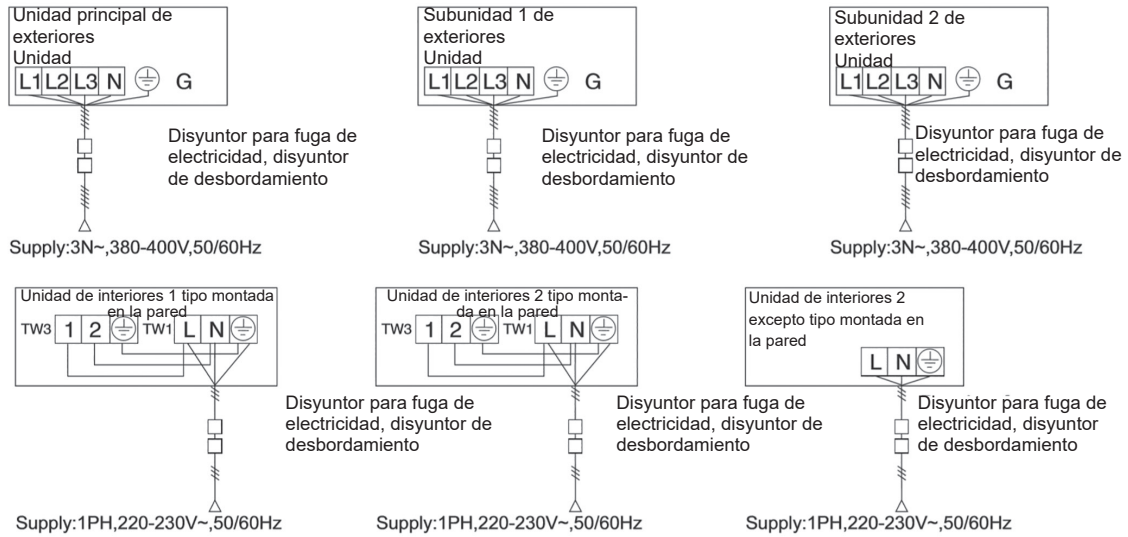 Unidad principal de
exteriores
Unidad
L1 L2 L3 N G
Disyuntor para fuga de
electricidad, disyuntor
de desbordamiento
Supply:3N~,380-400V,50/60Hz
Subunidad 1 de
exteriores
Unidad
L1 L2 L3 N G
Disyuntor para fuga de
electricidad, disyuntor de
desbordamiento
Supply:3N~,380-400V,50/60Hz
Subunidad 2 de
exteriores
Unidad
L1 L2 L3 N G
Disyuntor para fuga de
electricidad, disyuntor de
desbordamiento
Supply:3N~,380-400V,50/60Hz
Unidad de interiores 1 tipo montada
en la pared
TW3 1 2 TW1 L N
Disyuntor para fuga de
electricidad, disyuntor de
desbordamiento
Supply:1PH,220-230V~,50/60Hz
Unidad de interiores 2 tipo monta-
da en la pared
TW3 1 2 TW1 L N
Disyuntor para fuga de
electricidad, disyuntor de
desbordamiento
Supply:1PH,220-230V~,50/60Hz
Unidad de interiores 2
excepto tipo montada en
la pared
L N
Disyuntor para fuga de
electricidad, disyuntor
de desbordamiento
Supply:1PH,220-230V~,50/60Hz